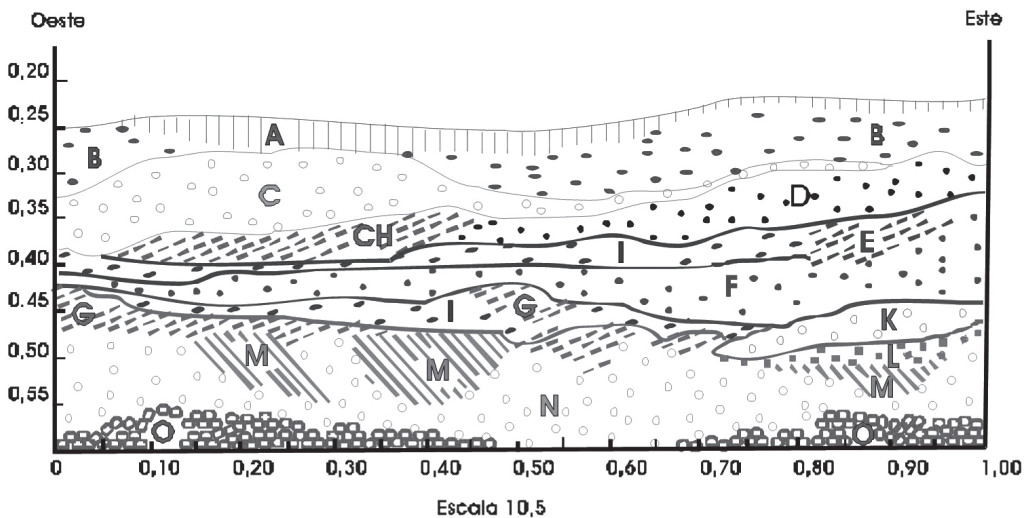 Oeste
Este
0,20
0,25
0,30
0,35
0,40
0.45
0,50
0,55
A
B
B
C
D
CH
E
I
F
G
G
I
K
L
M
M
M
N
O
O
0
0,10
0,20
0,30
0,40
0,50
0,60
0,70
0,80
0,90
1,00
Escala 10,5